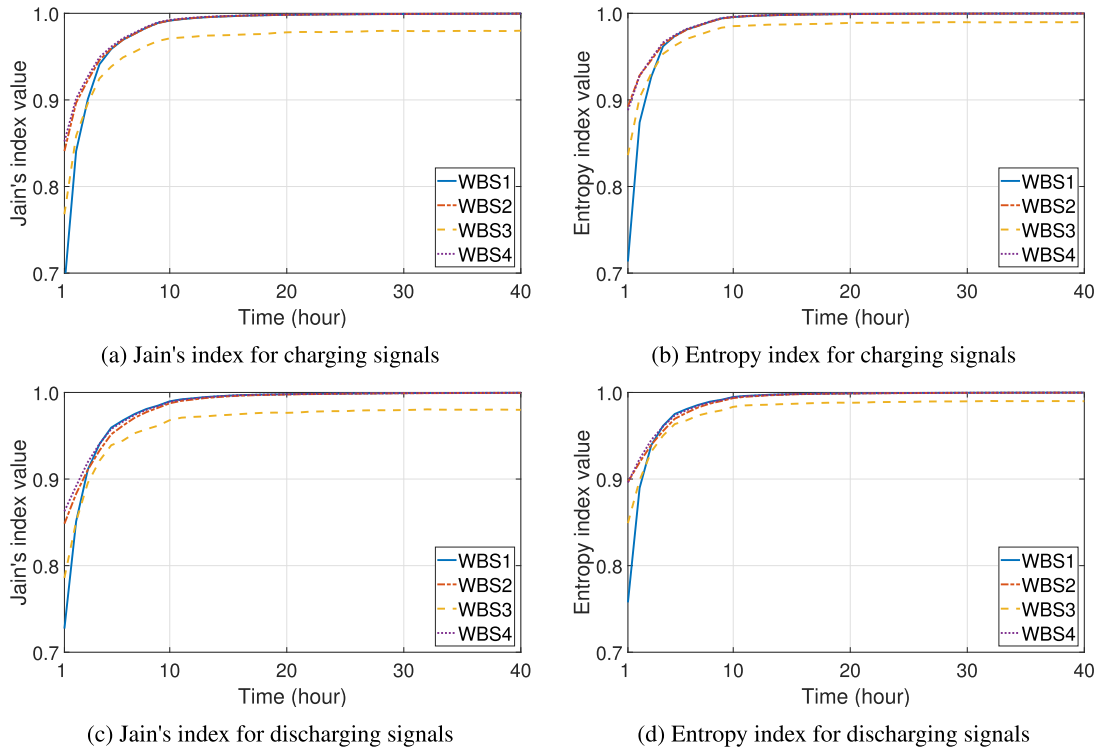 1.0
0.9
0.8
0.7
Jain's index value
WBS1
WBS2
WBS3
WBS4
1 10 20 30 40
Time (hour)
(a) Jain's index for charging signals
1.0
0.9
0.8
0.7
Entropy index value
WBS1
WBS2
WBS3
WBS4
1 10 20 30 40
Time (hour)
(b) Entropy index for charging signals
1.0
0.9
0.8
0.7
Jain's index value
WBS1
WBS2
WBS3
WBS4
1 10 20 30 40
Time (hour)
(c) Jain's index for discharging signals
1.0
0.9
0.8
0.7
Entropy index value
WBS1
WBS2
WBS3
WBS4
1 10 20 30 40
Time (hour)
(d) Entropy index for discharging signals